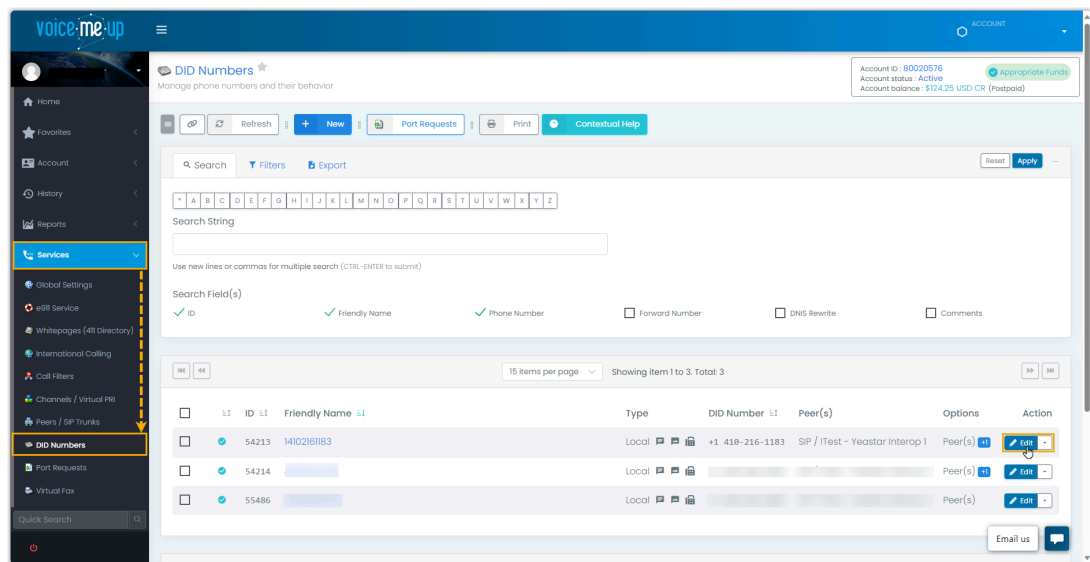 voice·me·up
ACCOUNT
DID Numbers
Manage phone numbers and their behavior
Account ID : 80020576
Account status : Active
Account balance : $124.25 USD CR (Postpaid)
Appropriate Funds
Home
Favorites
Account
History
Reports
Services
Global Settings
e911 Service
Whitepages (411 Directory)
International Calling
Call Filters
Channels / Virtual PRI
Peers / SIP Trunks
DID Numbers
Port Requests
Virtual Fax
Quick Search
Refresh
+ New
Port Requests
Print
Contextual Help
Search Filters Export
Reset Apply
* A B C D E F G H I J K L M N O P Q R S T U V W X Y Z
Search String
Use new lines or commas for multiple search (CTRL-ENTER to submit)
Search Field(s)
ID Friendly Name Phone Number Forward Number DNIS Rewrite Comments
15 items per page Showing item 1 to 3. Total: 3
ID Friendly Name Type DID Number Peer(s) Options Action
54213 14102161183 Local +1 410-216-1183 SIP / !Test - Yeastar Interop 1 Peer(s) +1 Edit
54214 Local Peer(s) +1 Edit
55486 Local Peer(s) Edit
Email us